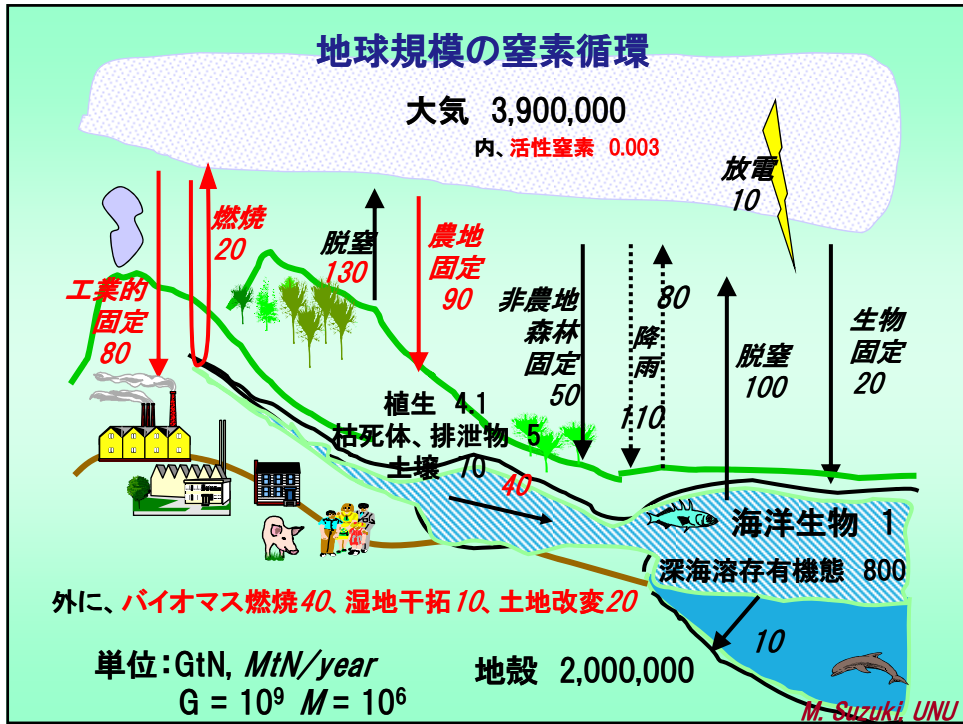 地球規模の窒素循環
大気 3,900,000
内、活性窒素 0.003
放電
10
燃焼
20
脱窒
130
農地
固定
90
工業的
固定
80
非農地
森林
固定
50
降雨
80
110
脱窒
100
生物
固定
20
植生 4.1
枯死体、排泄物 5
土壌 70
40
海洋生物 1
深海溶存有機態 800
外に、バイオマス燃焼40、湿地干拓10、土地改変20
10
単位：GtN, MtN/year
G = 10⁹ M = 10⁶
地殻 2,000,000
M. Suzuki, UNU